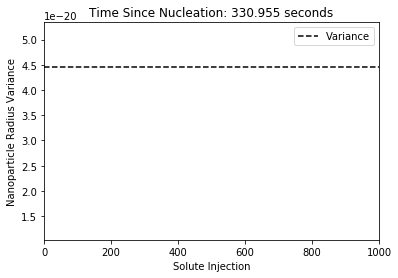 Time Since Nucleation: 330.955 seconds
1e−20
Variance
Nanoparticle Radius Variance
5.0
4.5
4.0
3.5
3.0
2.5
2.0
1.5
0 200 400 600 800 1000
Solute Injection